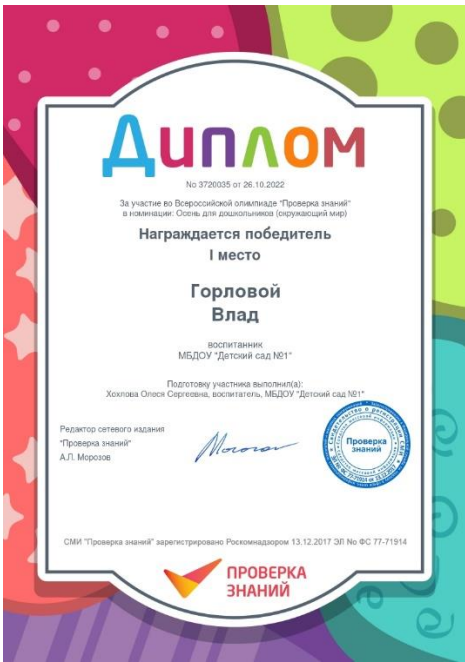 Диплом
No 3720035 от 26.10.2022
За участие во Всероссийской олимпиаде "Проверка знаний"
в номинации: Осень для дошкольников (окружающий мир)
Награждается победитель
I место
Горловой
Влад
воспитанник
МБДОУ "Детский сад №1"
Подготовку участника выполнил(а):
Хохлова Олеся Сергеевна, воспитатель, МБДОУ "Детский сад №1"
Редактор сетевого издания
"Проверка знаний"
А.Л. Морозов
Свидетельство о регистрации СМИ
Проверка
знаний
СМИ "Проверка знаний" зарегистрировано Роскомнадзором 13.12.2017 ЭЛ No ФС 77-71914
ПРОВЕРКА
ЗНАНИЙ